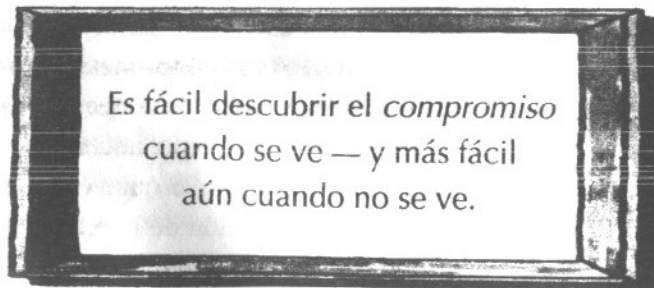 Es fácil descubrir el compromiso
cuando se ve — y más fácil
aún cuando no se ve.